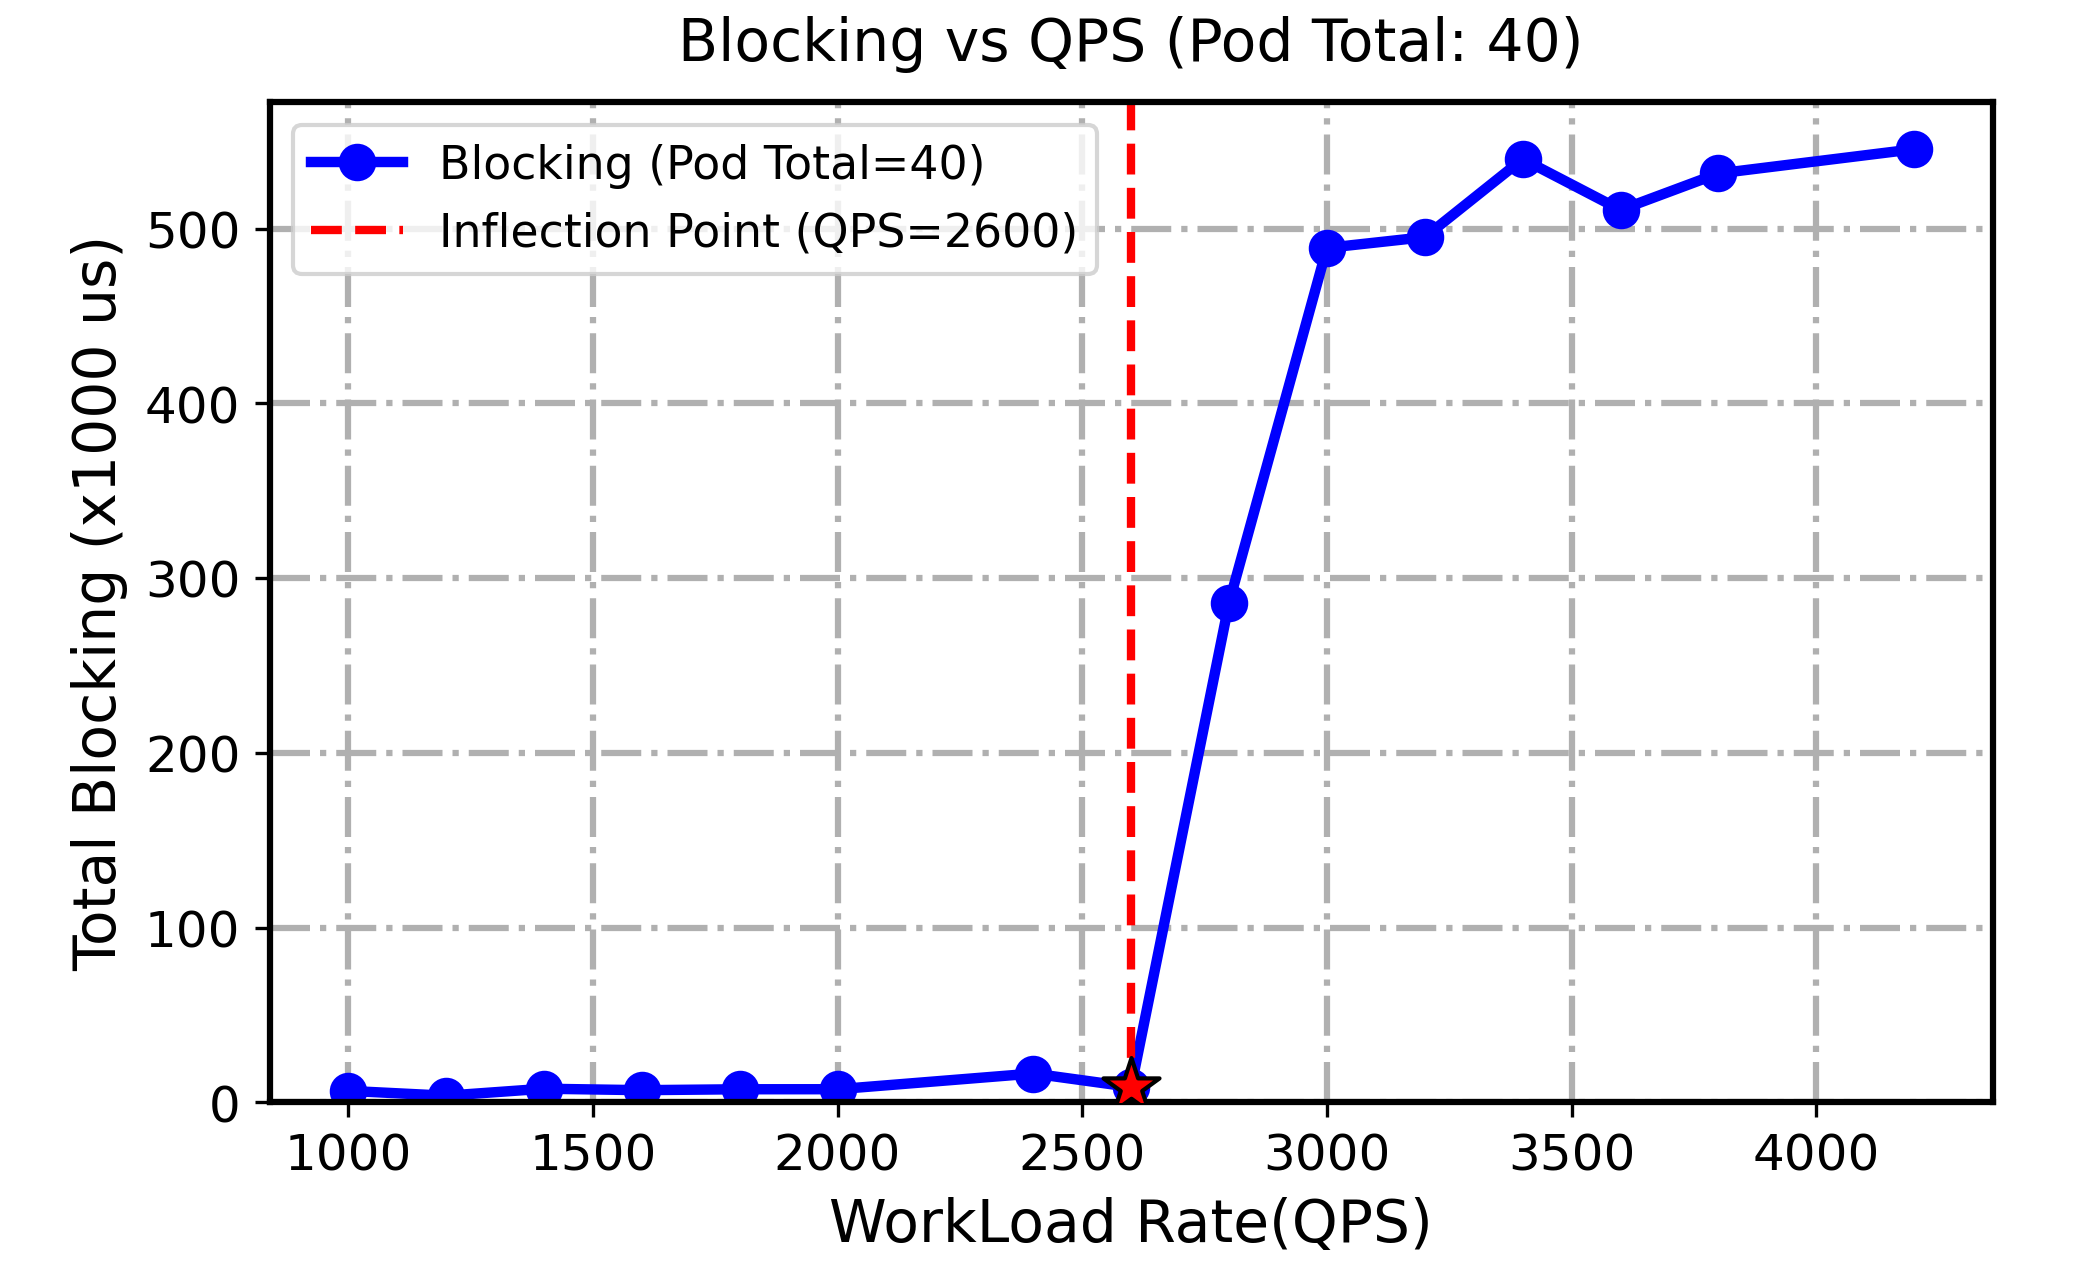 Blocking vs QPS (Pod Total: 40)
Blocking (Pod Total=40)
Inflection Point (QPS=2600)
Total Blocking (x1000 us)
500
400
300
200
100
0
1000 1500 2000 2500 3000 3500 4000
WorkLoad Rate(QPS)